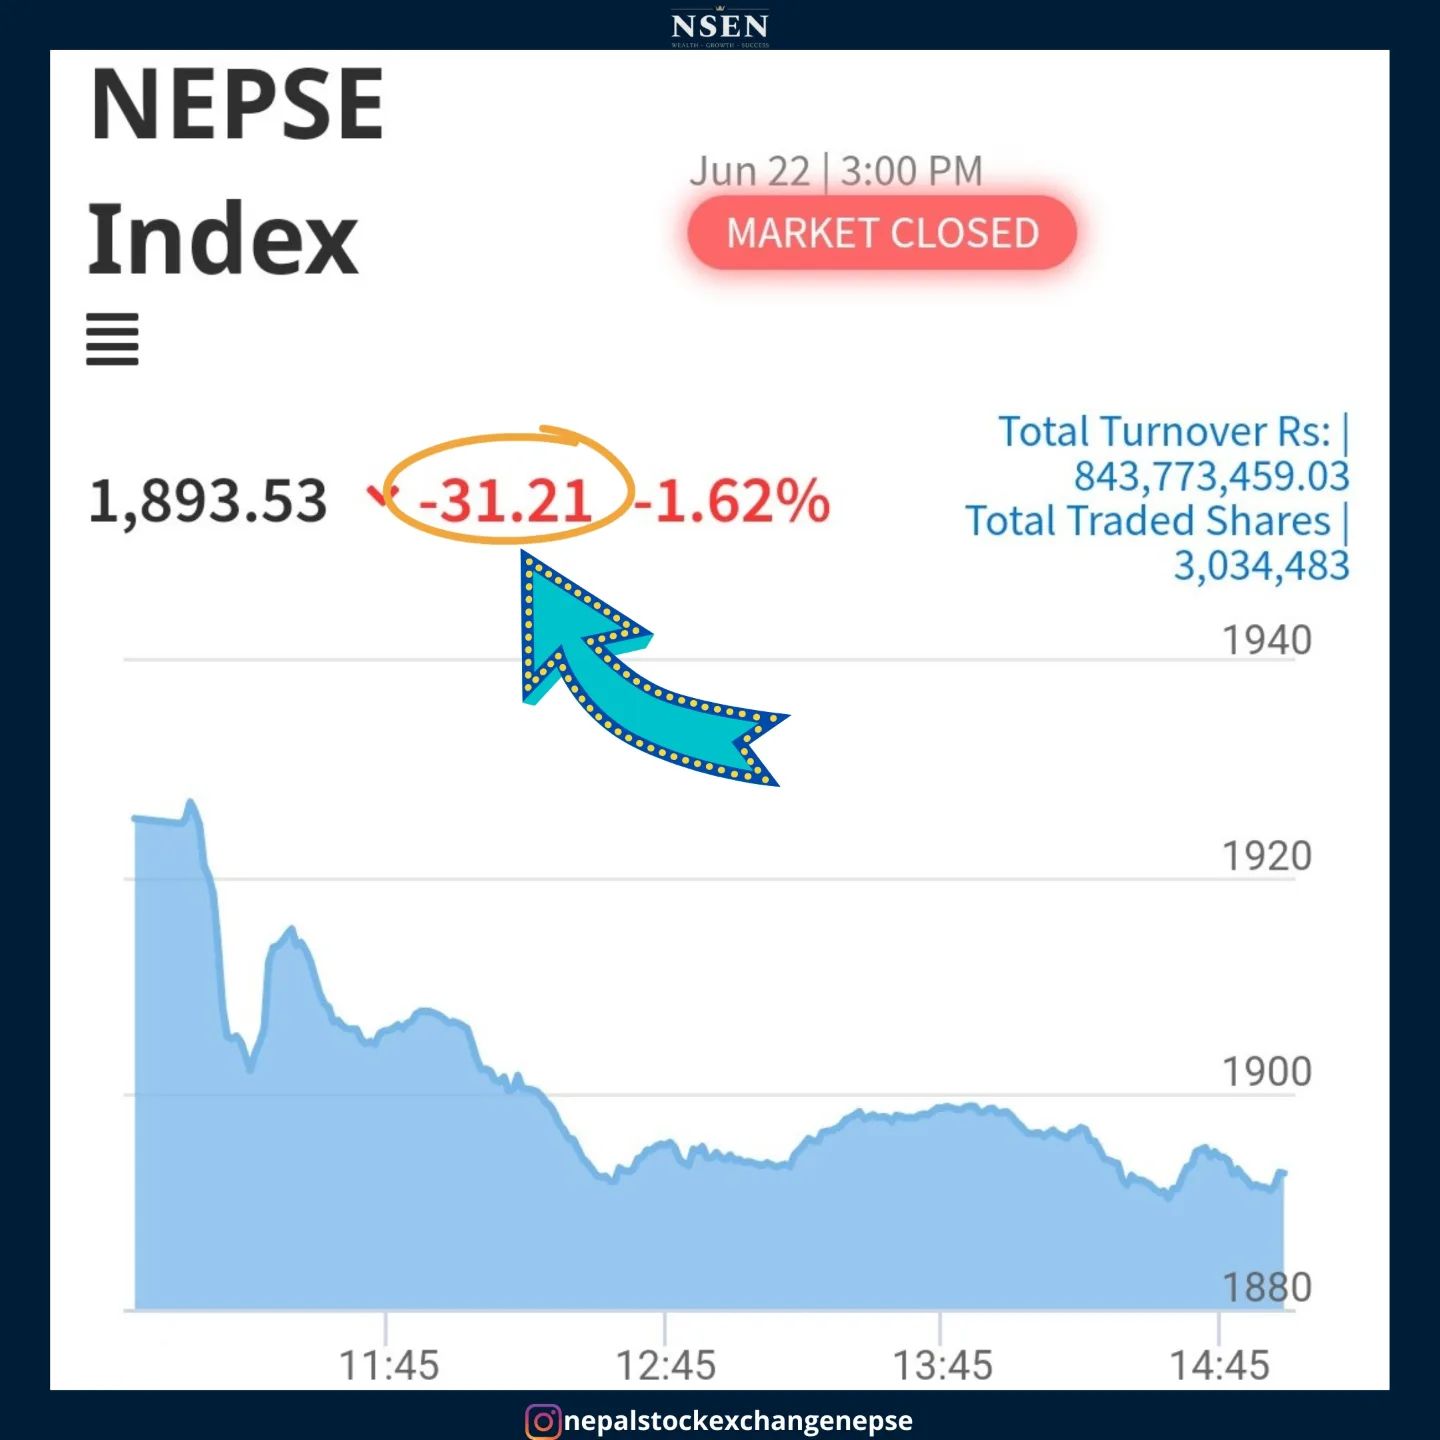 NSEN
WEALTH - GROWTH - SUCCESS
NEPSE
Index
Jun 22 | 3:00 PM
MARKET CLOSED
1,893.53 -31.21 -1.62%
Total Turnover Rs: |
843,773,459.03
Total Traded Shares |
3,034,483
1940
1920
1900
1880
11:45 12:45 13:45 14:45
nepalstockexchangenepse